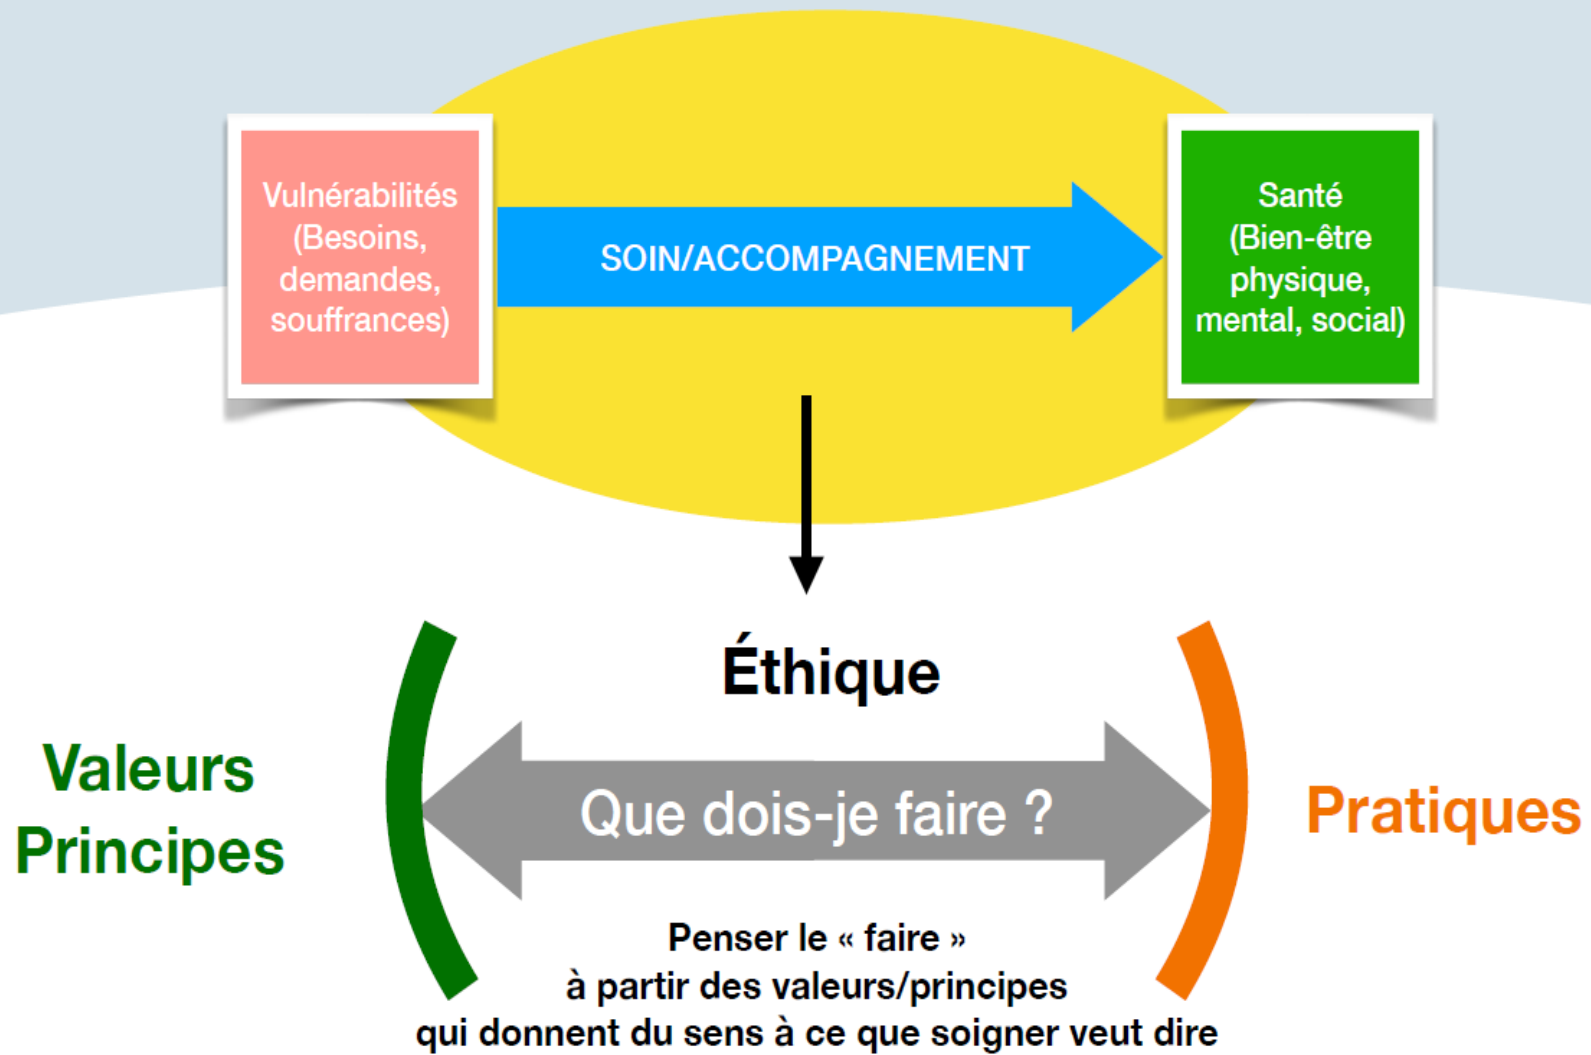 Vulnérabilités
(Besoins,
demandes,
souffrances)
SOIN/ACCOMPAGNEMENT
Santé
(Bien-être
physique,
mental, social)
Éthique
Valeurs
Principes
Que dois-je faire ?
Pratiques
Penser le « faire »
à partir des valeurs/principes
qui donnent du sens à ce que soigner veut dire